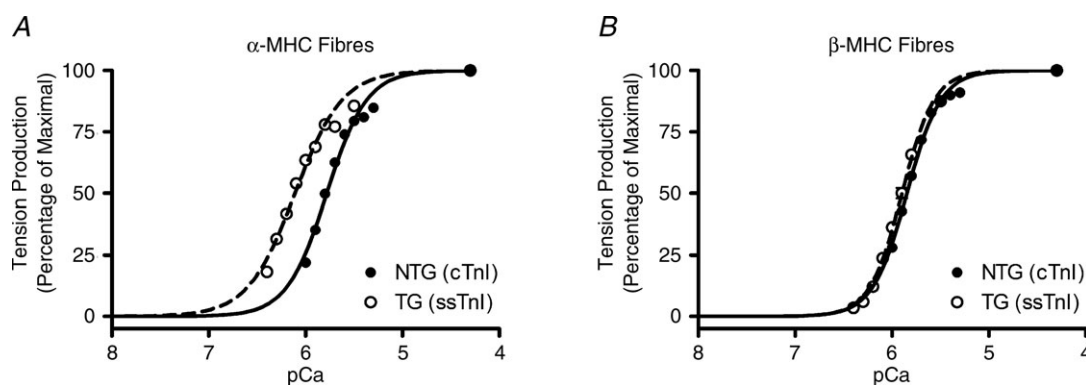 A
α-MHC Fibres
Tension Production
(Percentage of Maximal)
100
75
50
25
0
NTG (cTnI)
TG (ssTnI)
8 7 6 5 4
pCa
B
β-MHC Fibres
Tension Production
(Percentage of Maximal)
100
75
50
25
0
NTG (cTnI)
TG (ssTnI)
8 7 6 5 4
pCa